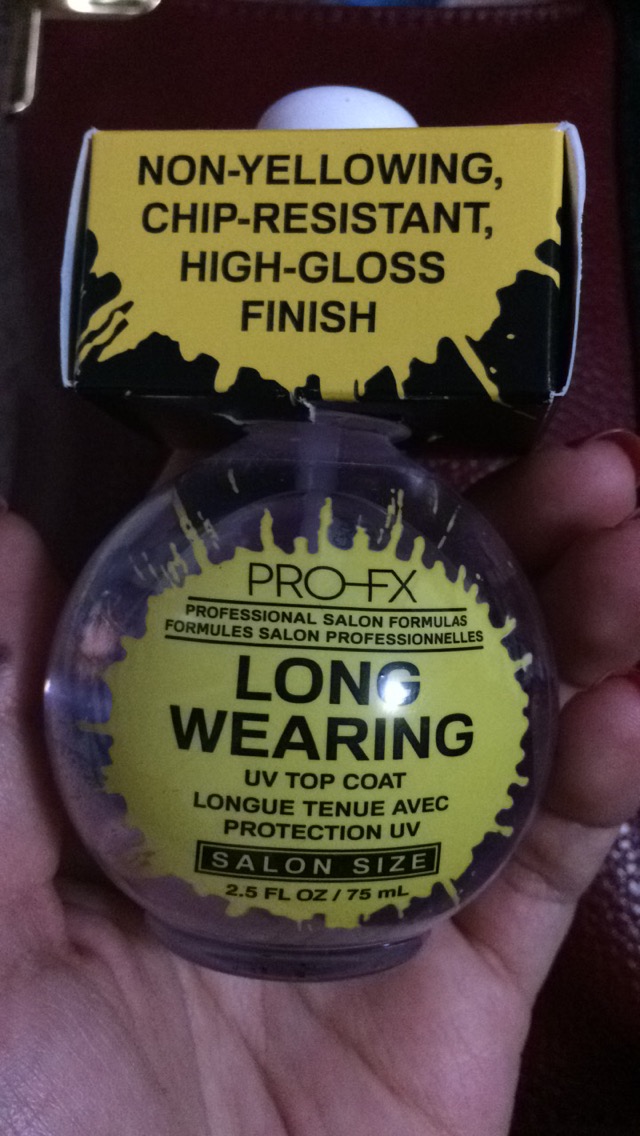 NON-YELLOWING,
CHIP-RESISTANT,
HIGH-GLOSS
FINISH
PRO-FX
PROFESSIONAL SALON FORMULAS
FORMULES SALON PROFESSIONNELLES
LONG
WEARING
UV TOP COAT
LONGUE TENUE AVEC
PROTECTION UV
SALON SIZE
2.5 FL OZ / 75 mL